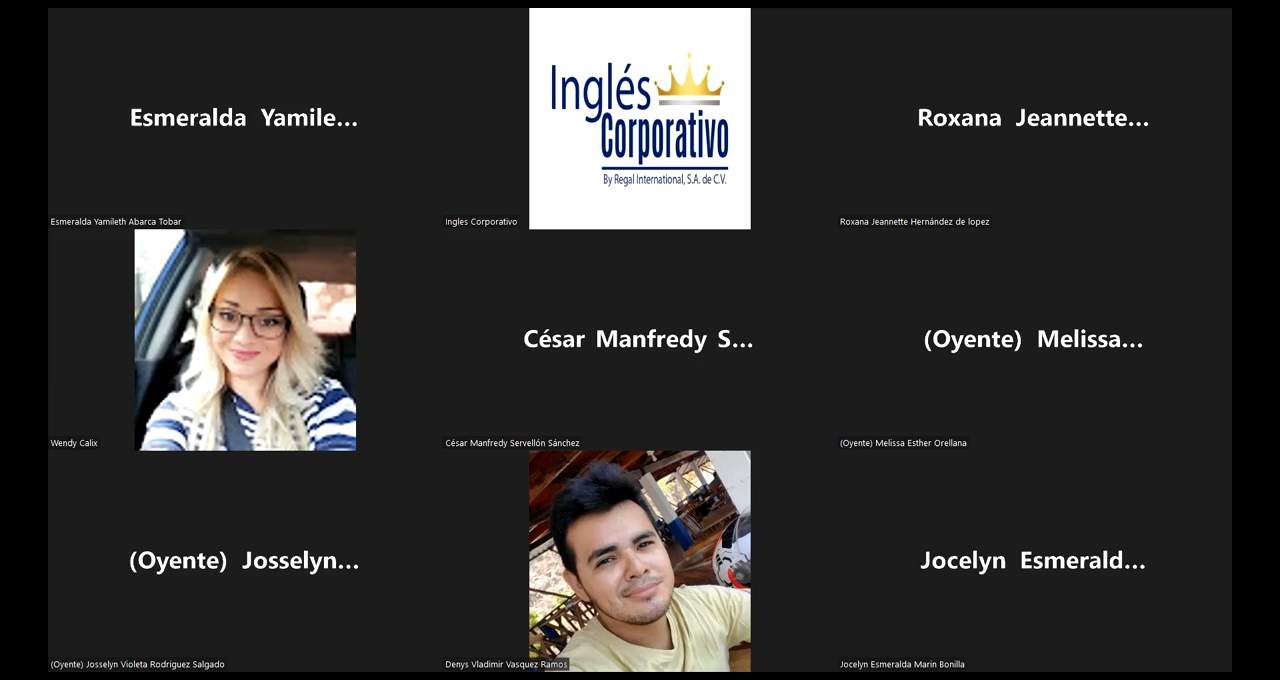 Esmeralda Yamile...
Esmeralda Yamileth Abarca Tobar
Inglés
Corporativo
By Regal International, S.A. de C.V.
Ingles Corporativo
Roxana Jeannette...
Roxana Jeannette Hernández de lopez
Wendy Calix
César Manfredy S...
César Manfredy Servellón Sánchez
(Oyente) Melissa...
(Oyente) Melissa Esther Orellana
(Oyente) Josselyn...
(Oyente) Josselyn Violeta Rodriguez Salgado
Denys Vladimir Vasquez Ramos
Jocelyn Esmerald...
Jocelyn Esmeralda Marin Bonilla